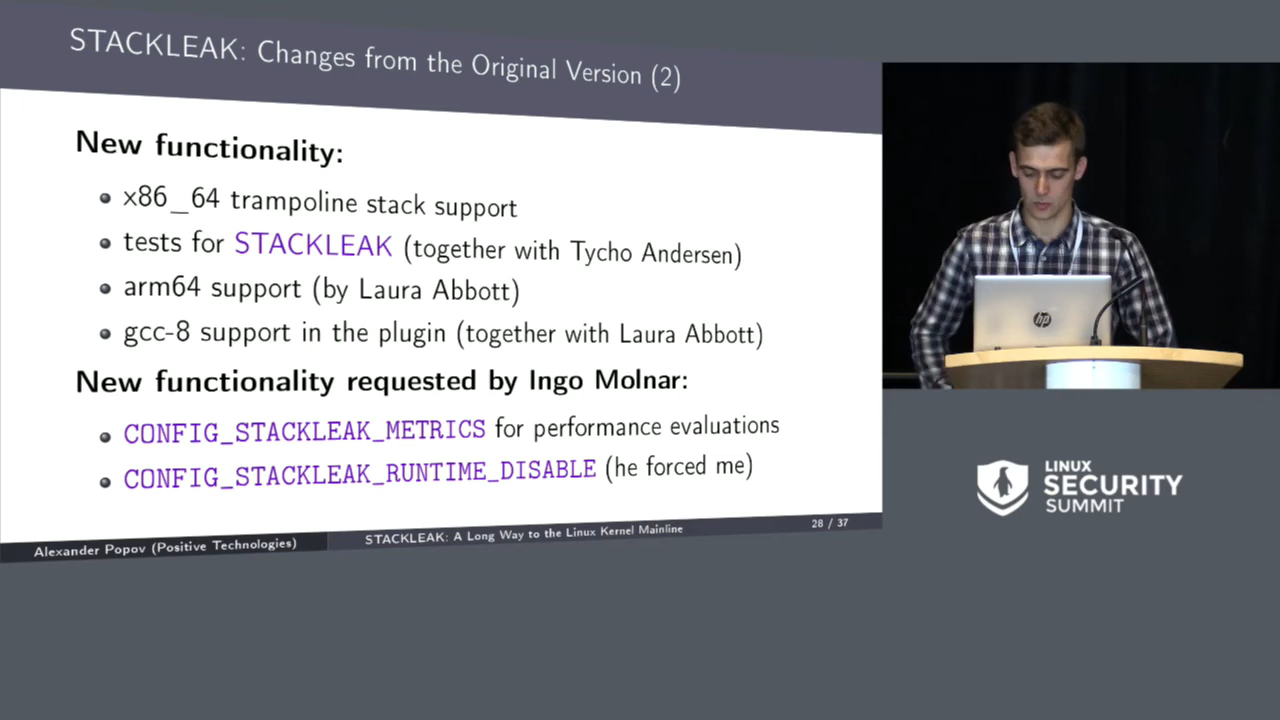 STACKLEAK: Changes from the Original Version (2)
New functionality:
x86_64 trampoline stack support
tests for STACKLEAK (together with Tycho Andersen)
arm64 support (by Laura Abbott)
gcc-8 support in the plugin (together with Laura Abbott)
New functionality requested by Ingo Molnar:
CONFIG_STACKLEAK_METRICS for performance evaluations
CONFIG_STACKLEAK_RUNTIME_DISABLE (he forced me)
Alexander Popov (Positive Technologies)
STACKLEAK: A Long Way to the Linux Kernel Mainline
28 / 37
hp
LINUX
SECURITY
SUMMIT